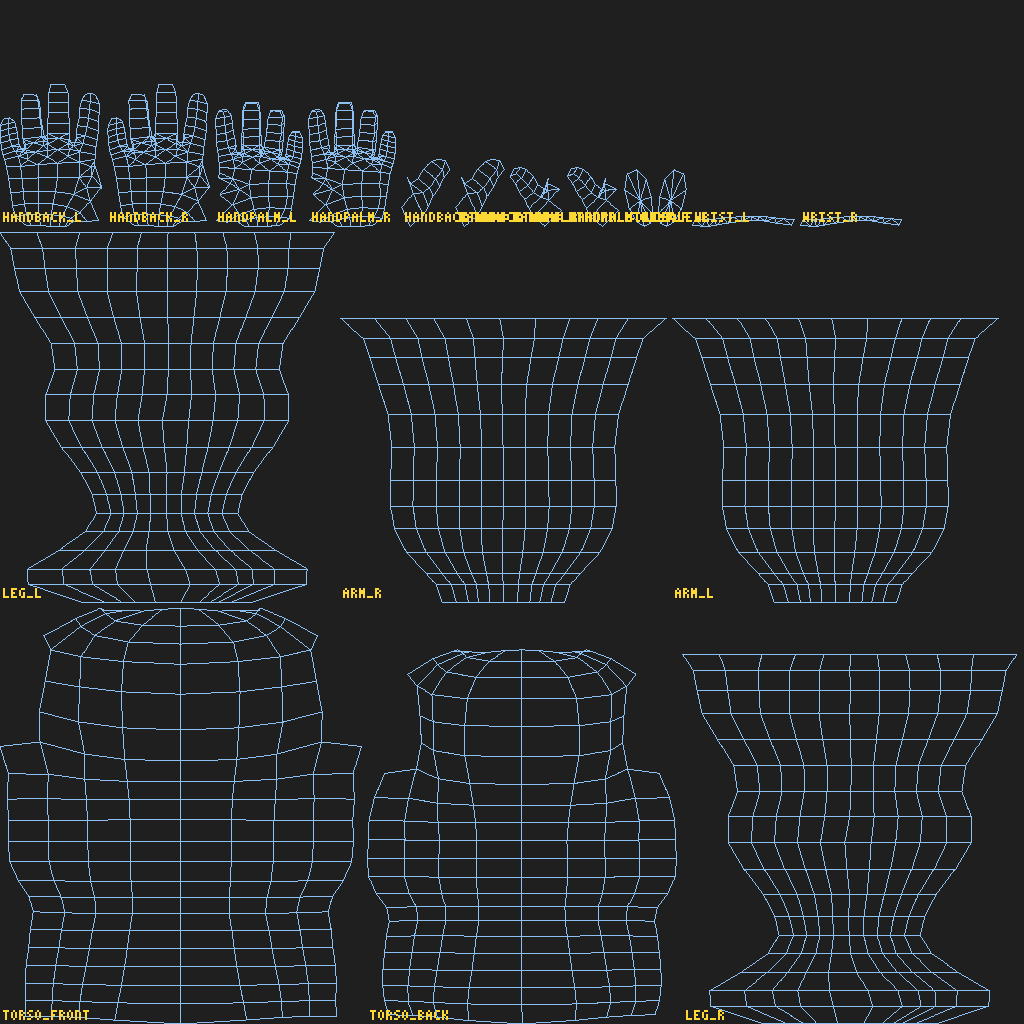 HANDBACK_L HANDBACK_R HANDPALM_L HANDPALM_R WRIST_L WRIST_R
LEG_L ARM_R ARM_L
TORSO_FRONT TORSO_BACK LEG_R